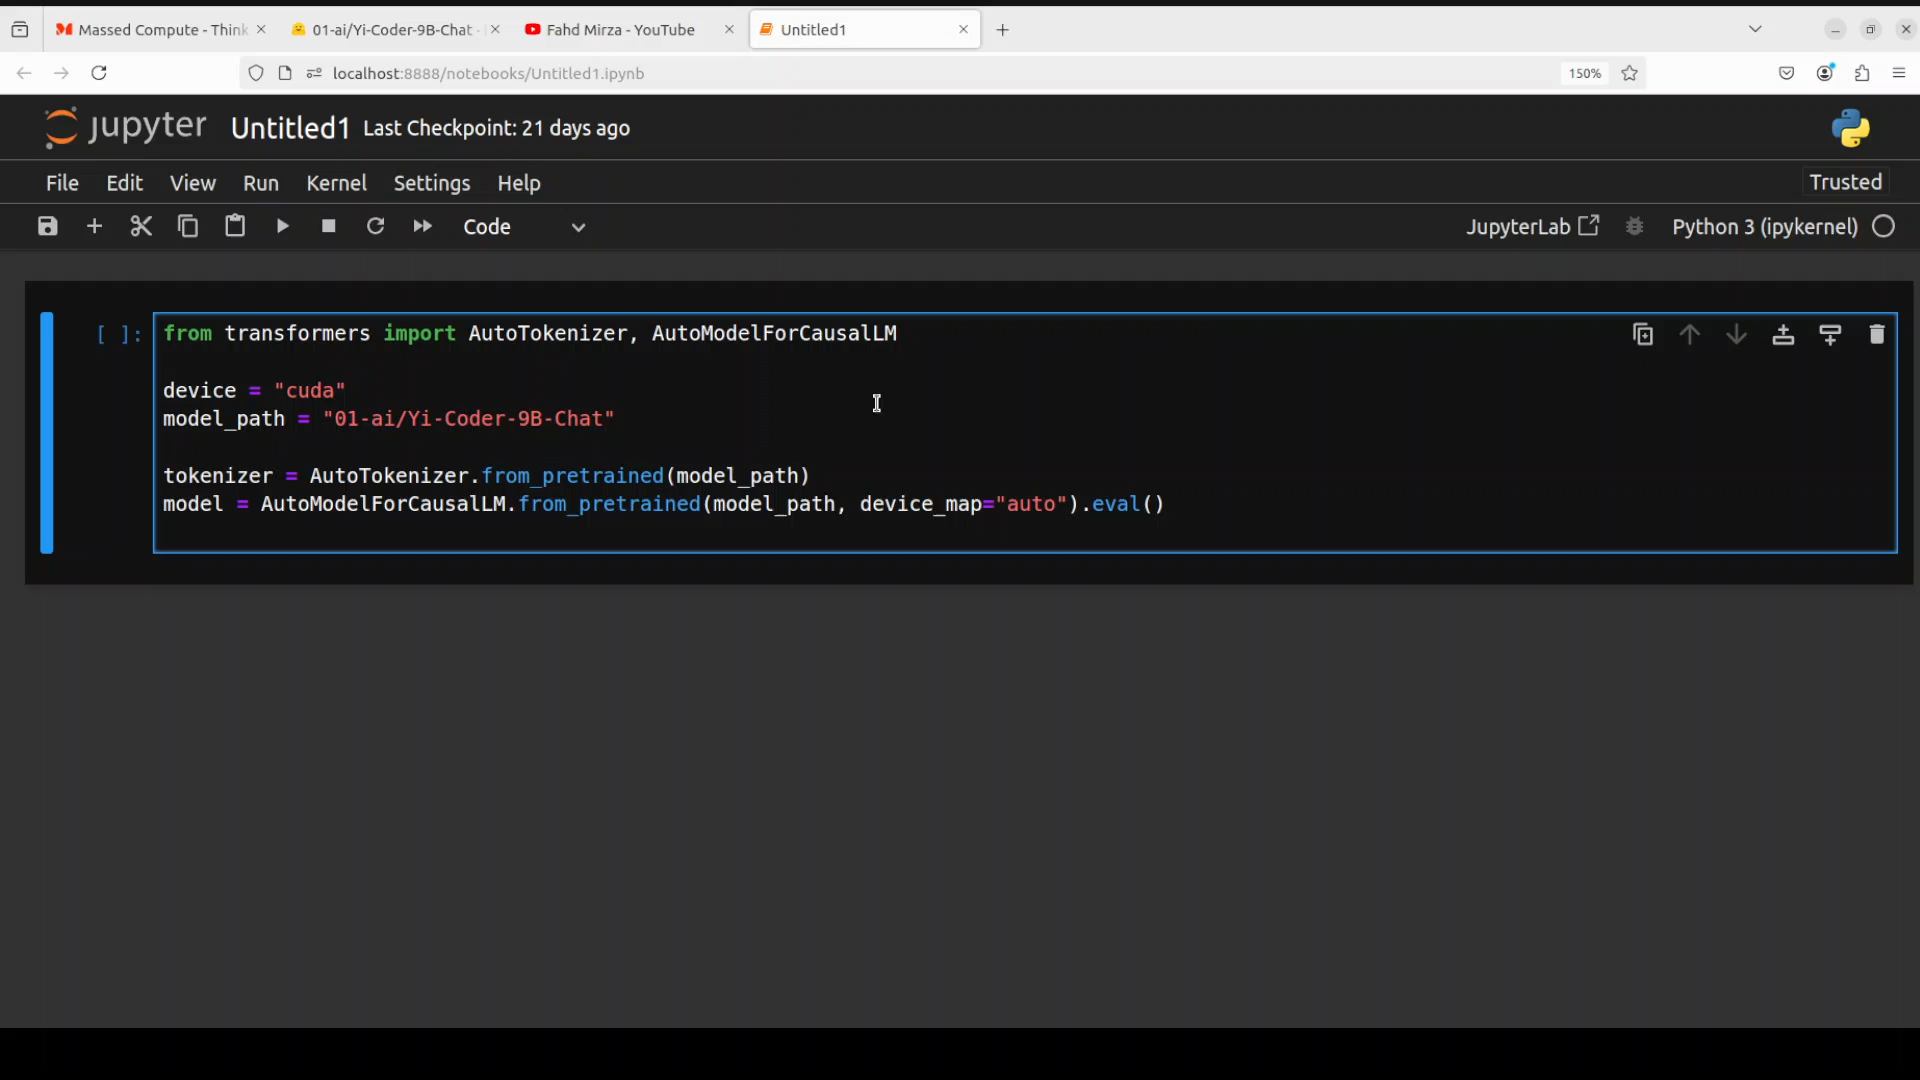 Massed Compute - Think
01-ai/Yi-Coder-9B-Chat -
Fahd Mirza - YouTube
Untitled1
localhost:8888/notebooks/Untitled1.ipynb
150%
jupyter Untitled1 Last Checkpoint: 21 days ago
File Edit View Run Kernel Settings Help
Trusted
Code
JupyterLab
Python 3 (ipykernel)
[ ]: from transformers import AutoTokenizer, AutoModelForCausalLM
device = "cuda"
model_path = "01-ai/Yi-Coder-9B-Chat"
tokenizer = AutoTokenizer.from_pretrained(model_path)
model = AutoModelForCausalLM.from_pretrained(model_path, device_map="auto").eval()